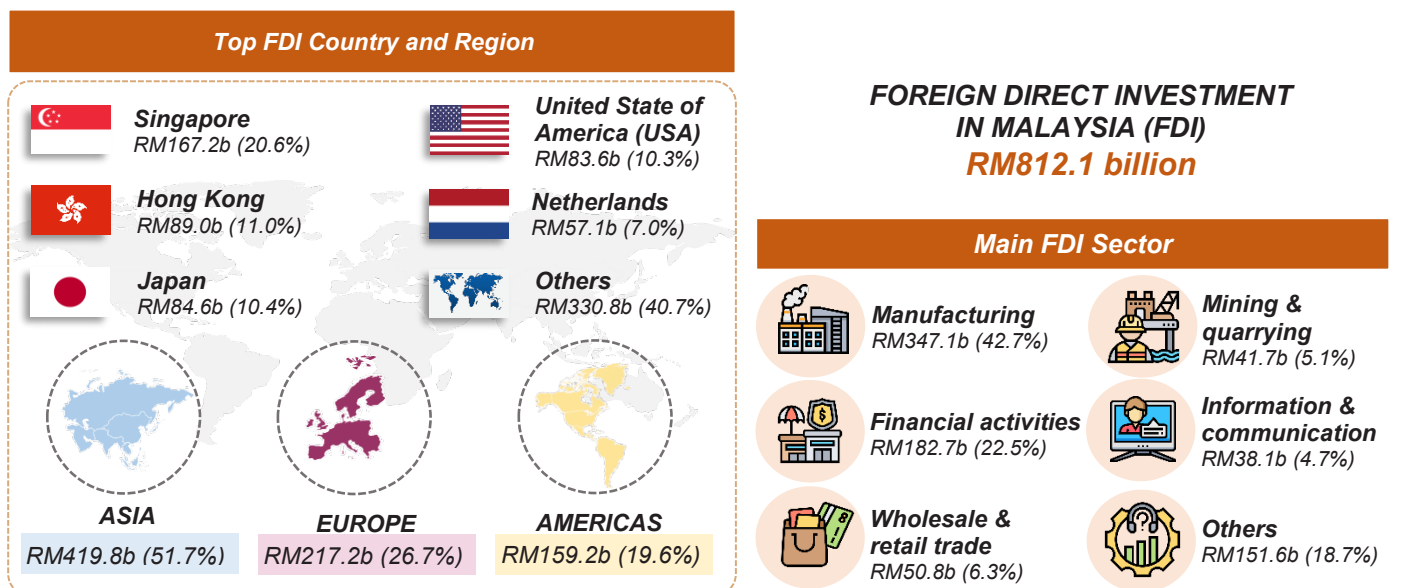 Top FDI Country and Region
Singapore
RM167.2b (20.6%)
United State of
America (USA)
RM83.6b (10.3%)
Hong Kong
RM89.0b (11.0%)
Netherlands
RM57.1b (7.0%)
Japan
RM84.6b (10.4%)
Others
RM330.8b (40.7%)
ASIA
RM419.8b (51.7%)
EUROPE
RM217.2b (26.7%)
AMERICAS
RM159.2b (19.6%)
FOREIGN DIRECT INVESTMENT
IN MALAYSIA (FDI)
RM812.1 billion
Main FDI Sector
Manufacturing
RM347.1b (42.7%)
Mining &
quarrying
RM41.7b (5.1%)
Financial activities
RM182.7b (22.5%)
Information &
communication
RM38.1b (4.7%)
Wholesale &
retail trade
RM50.8b (6.3%)
Others
RM151.6b (18.7%)